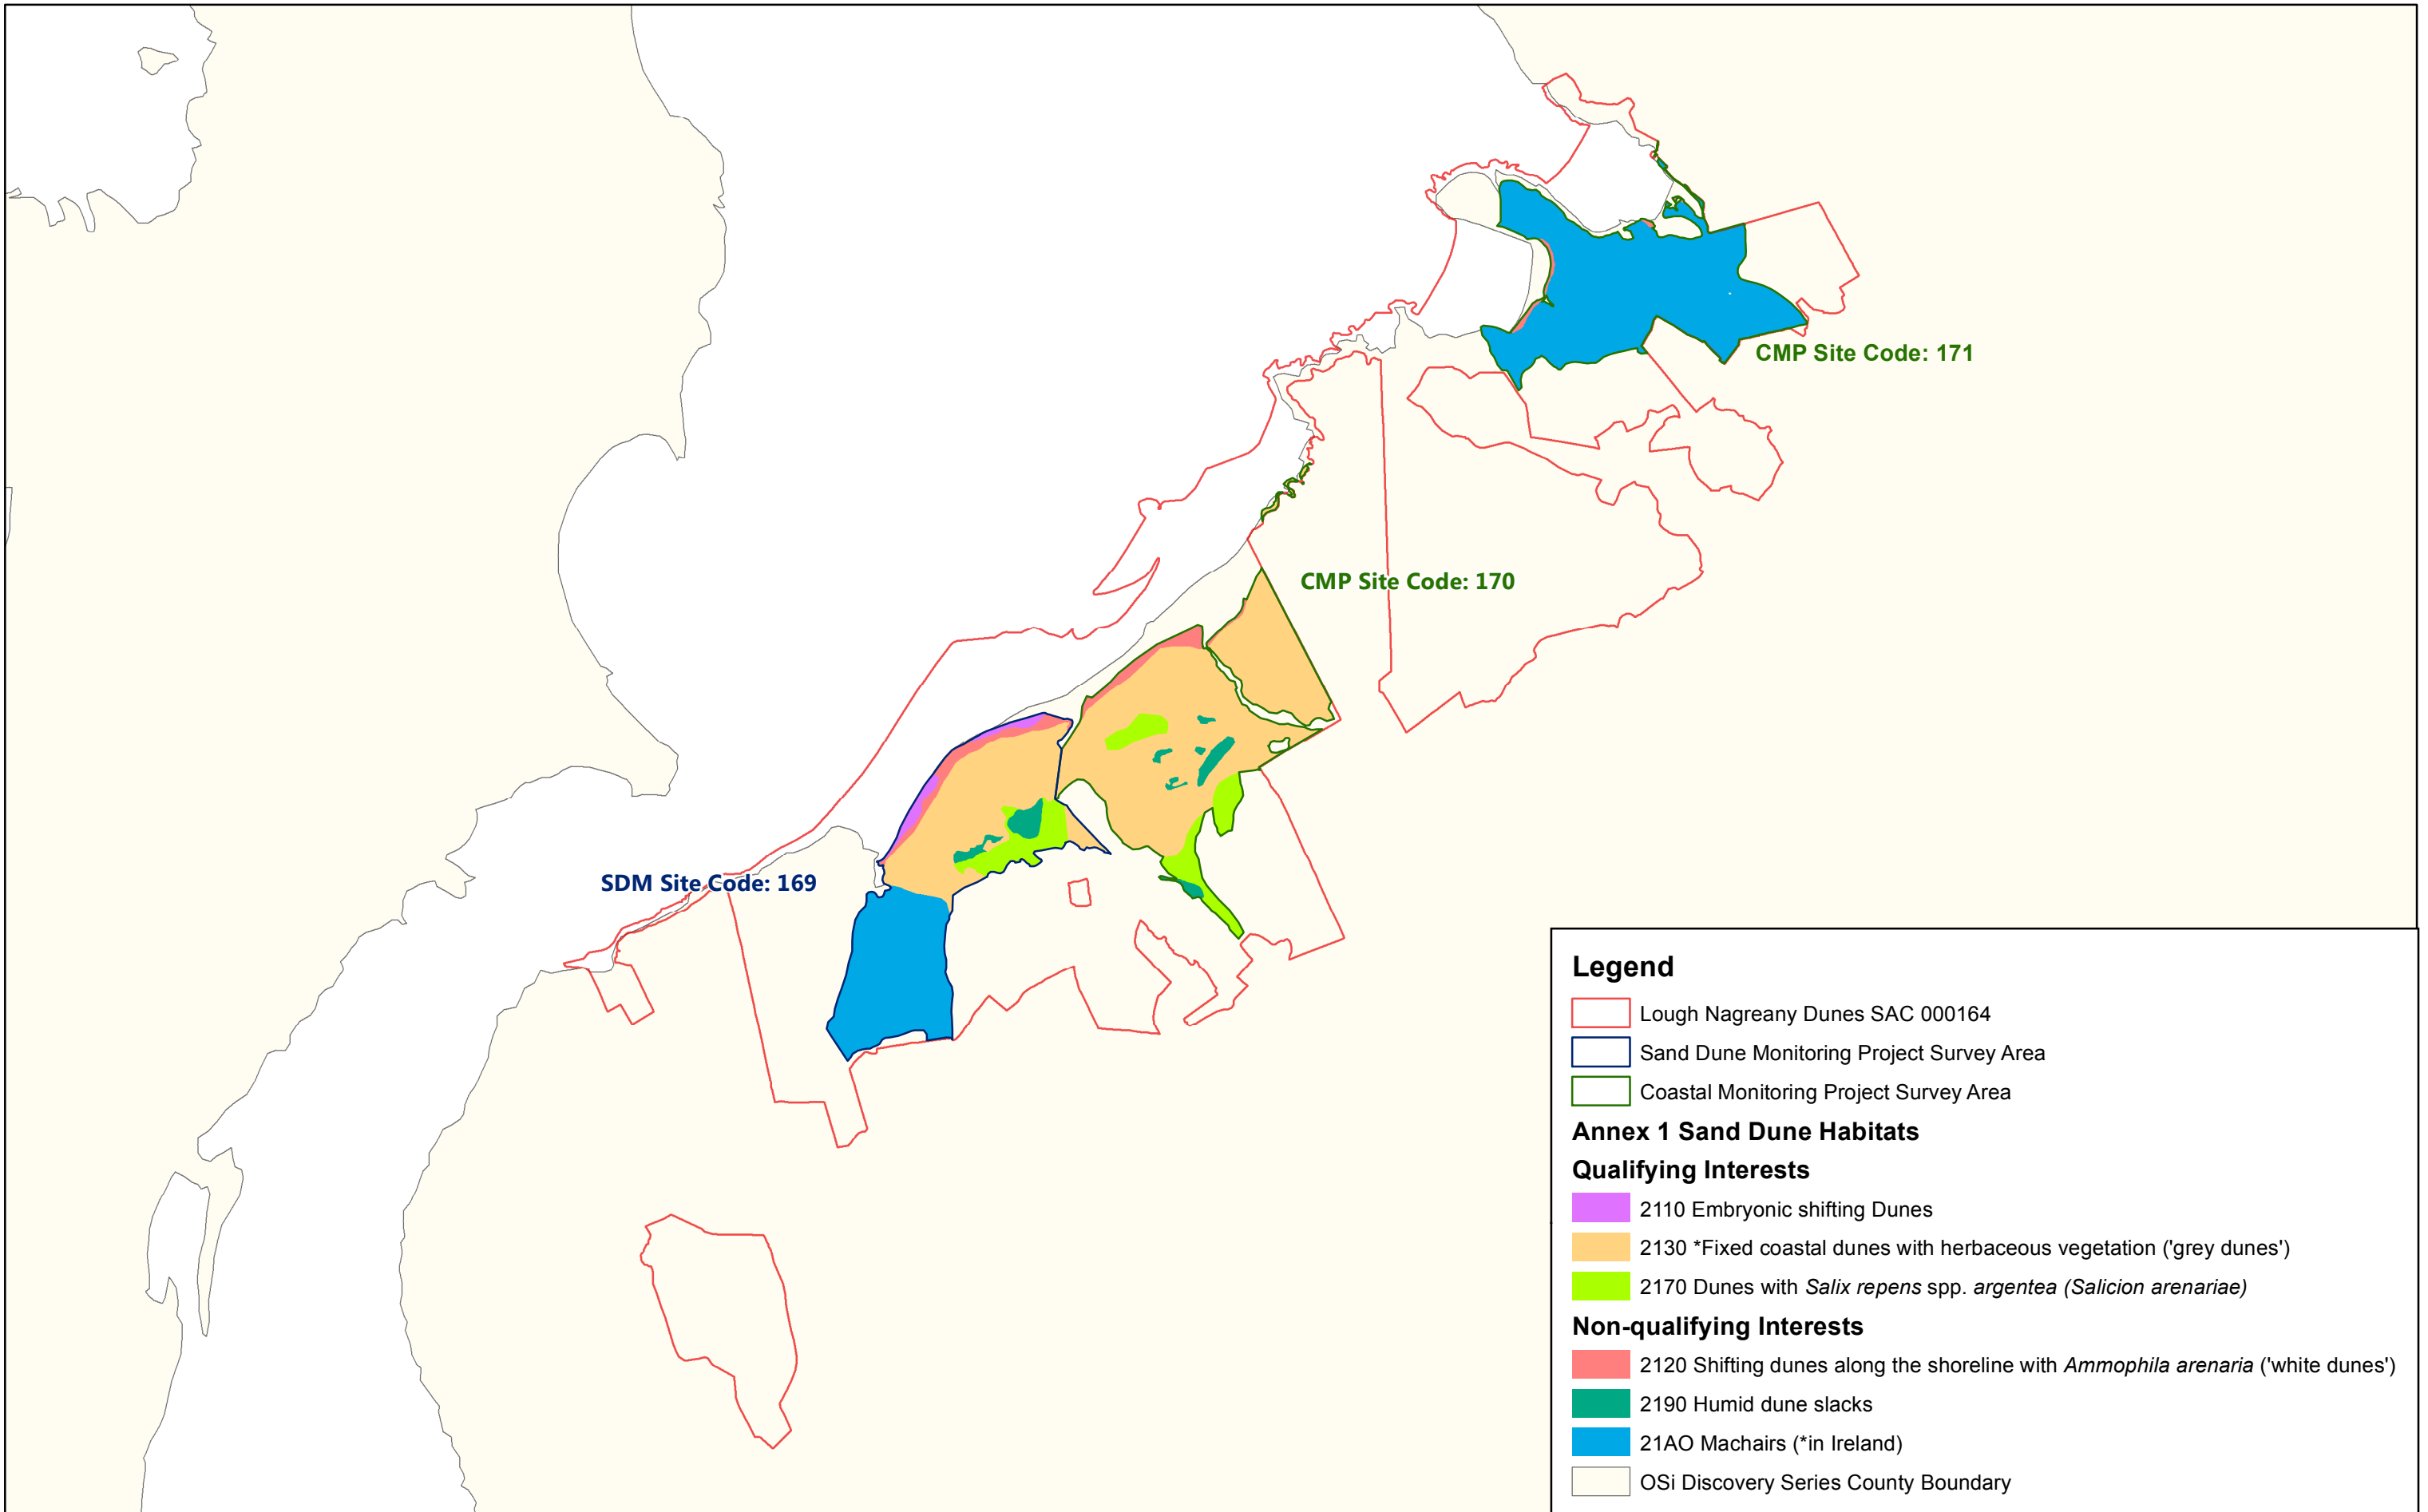 CMP Site Code: 171
CMP Site Code: 170
SDM Site Code: 169
Legend
Lough Nagreany Dunes SAC 000164
Sand Dune Monitoring Project Survey Area
Coastal Monitoring Project Survey Area
Annex 1 Sand Dune Habitats
Qualifying Interests
2110 Embryonic shifting Dunes
2130 *Fixed coastal dunes with herbaceous vegetation ('grey dunes')
2170 Dunes with Salix repens spp. argentea (Salicion arenariae)
Non-qualifying Interests
2120 Shifting dunes along the shoreline with Ammophila arenaria ('white dunes')
2190 Humid dune slacks
21AO Machairs (*in Ireland)
OSi Discovery Series County Boundary